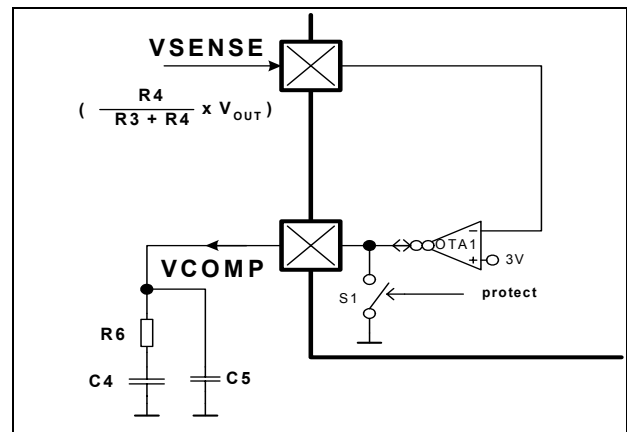 VSENSE
( R4
R3 + R4 x VOUT)
OTA1
−
+
3V
VCOMP
S1
protect
R6
C4
C5